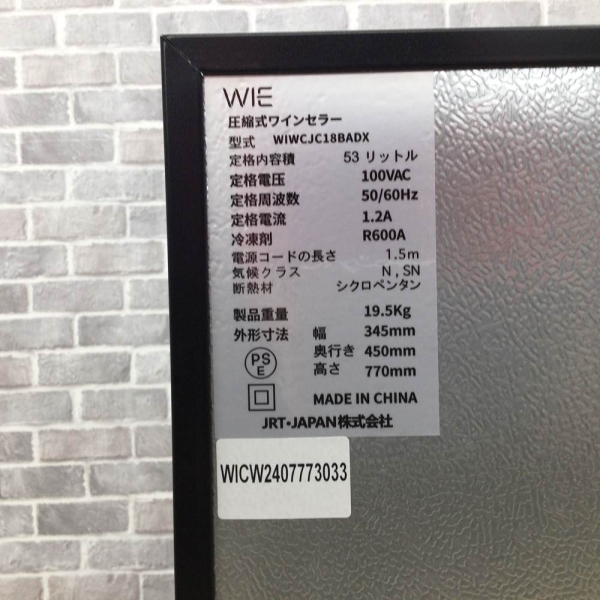 WIE
圧縮式ワインセラー
型式 WIWCJC18BADX
定格内容積 53 リットル
定格電圧 100VAC
定格周波数 50/60Hz
定格電流 1.2A
冷凍剤 R600A
電源コードの長さ 1.5m
気候クラス N , SN
断熱材 シクロペンタン
製品重量 19.5Kg
外形寸法 幅 345mm
奥行き 450mm
高さ 770mm
PS
E
MADE IN CHINA
JRT・JAPAN株式会社
WICW2407773033